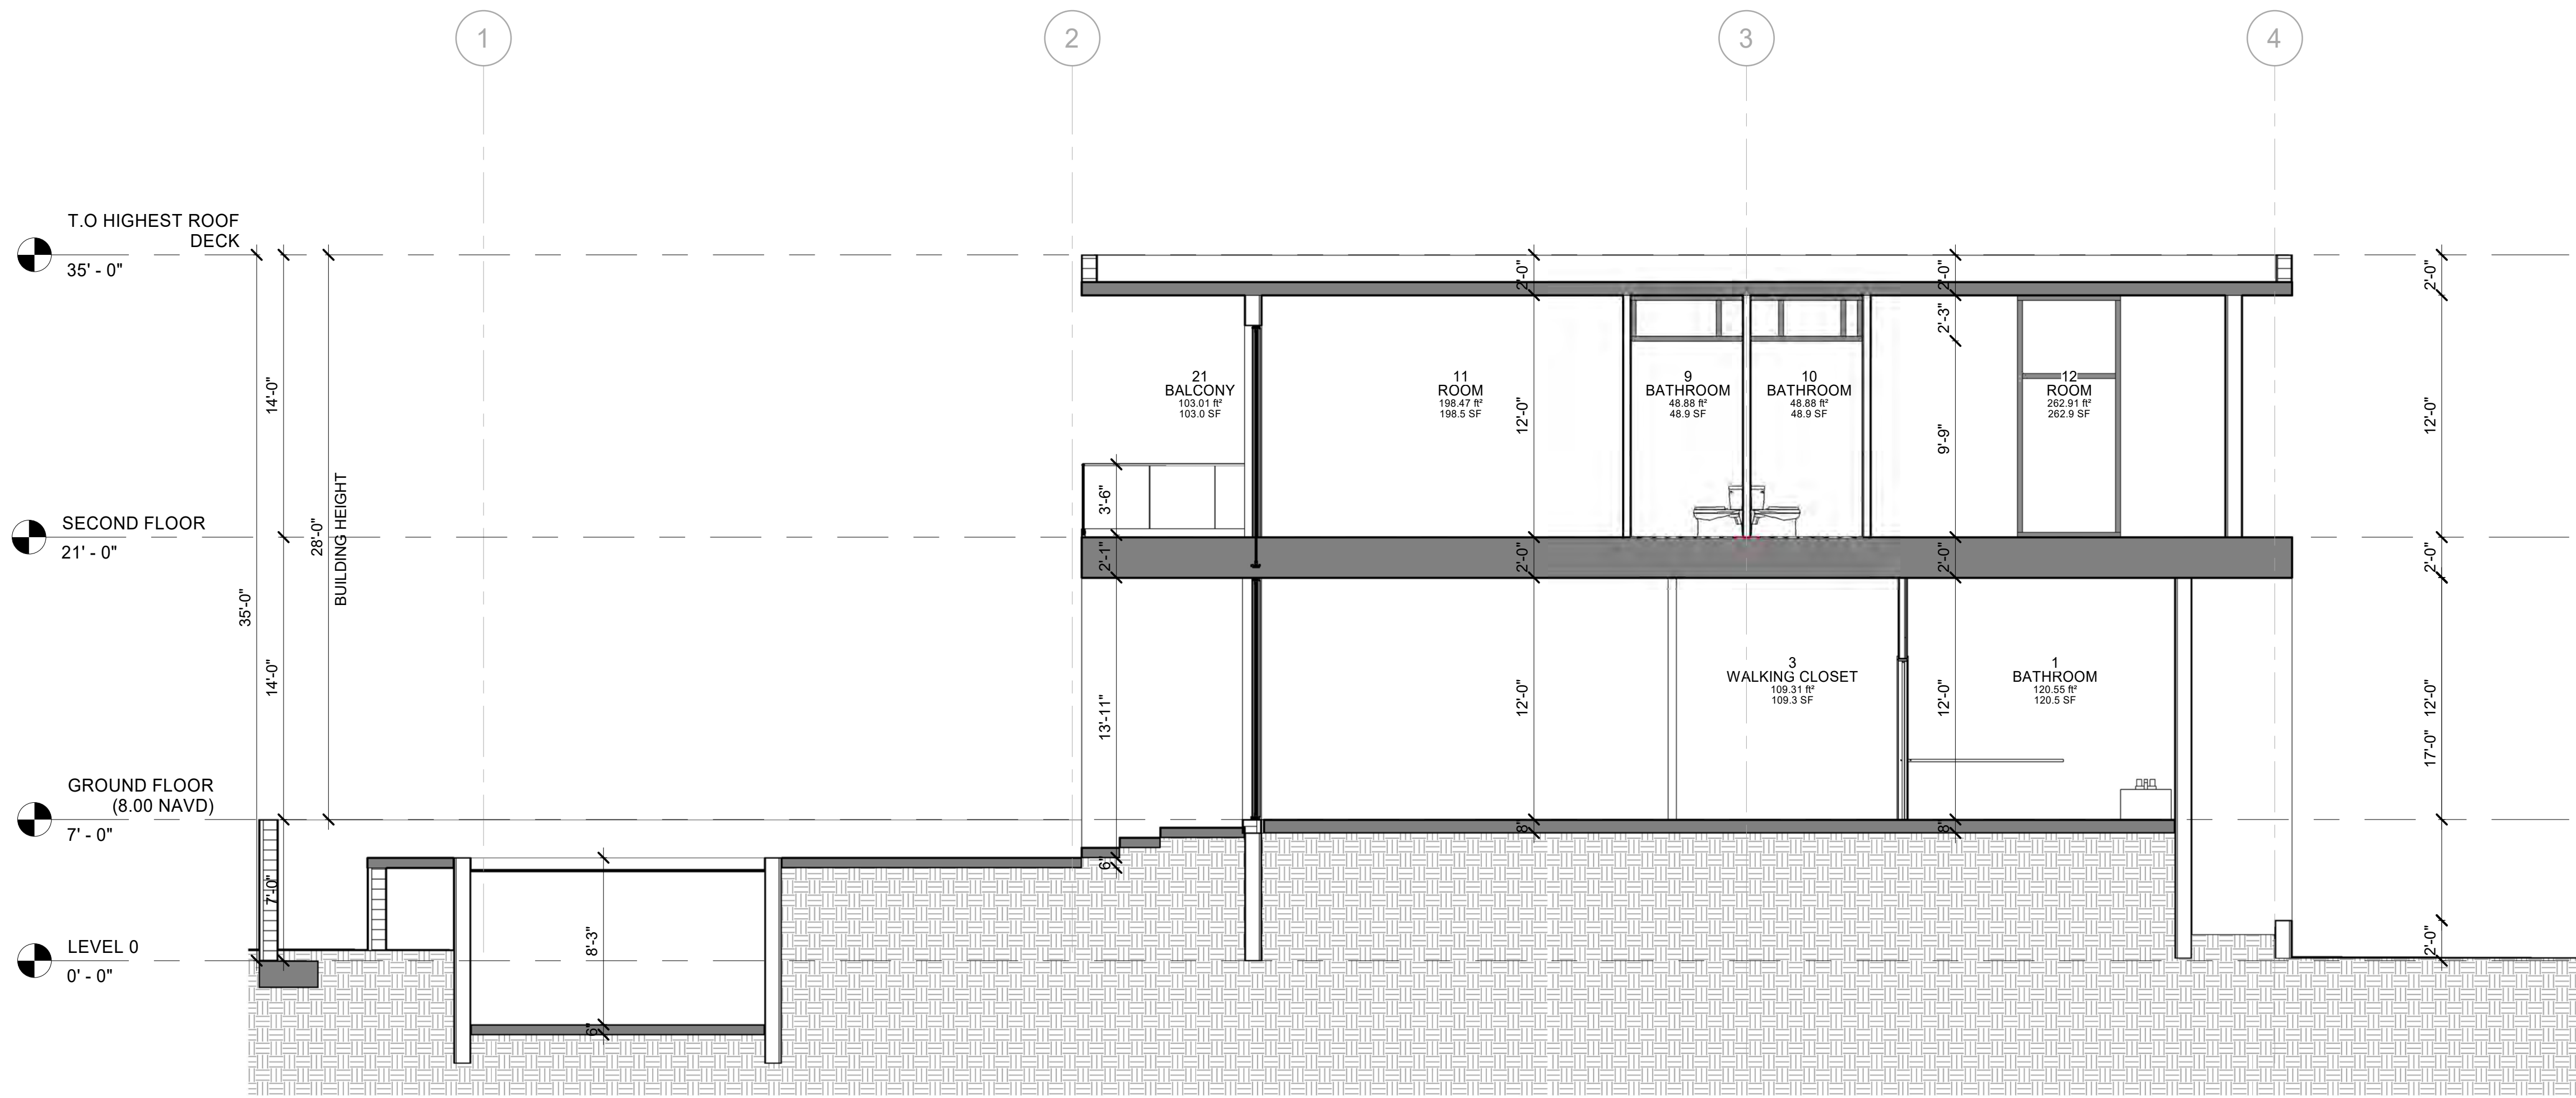 1
2
3
4
T.O HIGHEST ROOF
DECK
35' - 0"
SECOND FLOOR
21' - 0"
GROUND FLOOR
(8.00 NAVD)
7' - 0"
LEVEL 0
0' - 0"
35'-0"
14'-0"
14'-0"
7'-0"
28'-0"
BUILDING HEIGHT
8'-3"
6"
3'-6"
2'-1"
13'-11"
6"
21
BALCONY
103.01 ft²
103.0 SF
11
ROOM
198.47 ft²
198.5 SF
2'-0"
12'-0"
2'-0"
12'-0"
8"
9
BATHROOM
48.88 ft²
48.9 SF
10
BATHROOM
48.88 ft²
48.9 SF
2'-0"
2'-3"
9'-9"
2'-0"
12'-0"
8"
12
ROOM
262.91 ft²
262.9 SF
3
WALKING CLOSET
109.31 ft²
109.3 SF
1
BATHROOM
120.55 ft²
120.5 SF
2'-0"
12'-0"
2'-0"
12'-0"
17'-0"
2'-0"